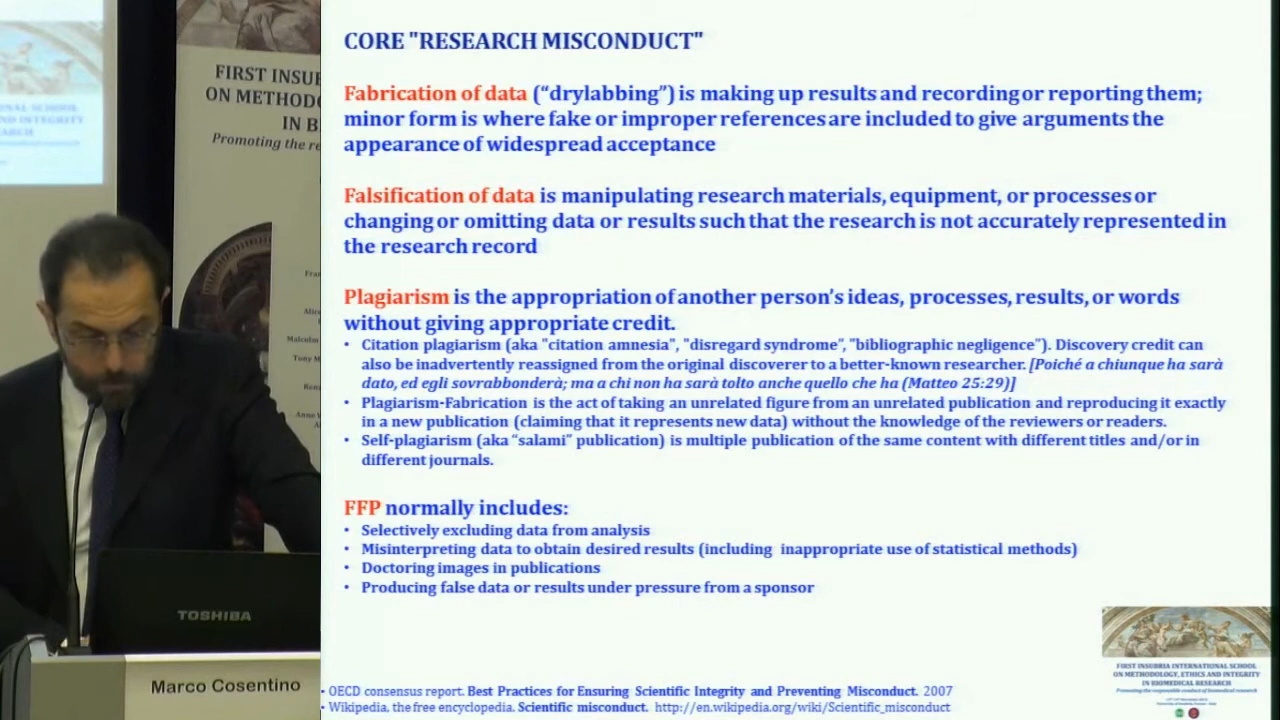 CORE "RESEARCH MISCONDUCT"
Fabrication of data (“drylabbing”) is making up results and recording or reporting them;
minor form is where fake or improper references are included to give arguments the
appearance of widespread acceptance
Falsification of data is manipulating research materials, equipment, or processes or
changing or omitting data or results such that the research is not accurately represented in
the research record
Plagiarism is the appropriation of another person’s ideas, processes, results, or words
without giving appropriate credit.
• Citation plagiarism (aka "citation amnesia", "disregard syndrome", "bibliographic negligence"). Discovery credit can
also be inadvertently reassigned from the original discoverer to a better-known researcher. [Poiché a chiunque ha sarà
dato, ed egli sovrabbonderà; ma a chi non ha sarà tolto anche quello che ha (Matteo 25:29)]
• Plagiarism-Fabrication is the act of taking an unrelated figure from an unrelated publication and reproducing it exactly
in a new publication (claiming that it represents new data) without the knowledge of the reviewers or readers.
• Self-plagiarism (aka “salami” publication) is multiple publication of the same content with different titles and/or in
different journals.
FFP normally includes:
• Selectively excluding data from analysis
• Misinterpreting data to obtain desired results (including inappropriate use of statistical methods)
• Doctoring images in publications
• Producing false data or results under pressure from a sponsor
• OECD consensus report. Best Practices for Ensuring Scientific Integrity and Preventing Misconduct. 2007
• Wikipedia, the free encyclopedia. Scientific misconduct. http://en.wikipedia.org/wiki/Scientific_misconduct
FIRST INSUBRIA INTERNATIONAL SCHOOL
ON METHODOLOGY, ETHICS AND INTEGRITY
IN BIOMEDICAL RESEARCH
Promoting the responsible conduct of biomedical research
FIRST INSUB
ON METHODO
IN B
Promoting the re
NAL SCHOOL
ND INTEGRITY
ARCH
TOSHIBA
Marco Cosentino